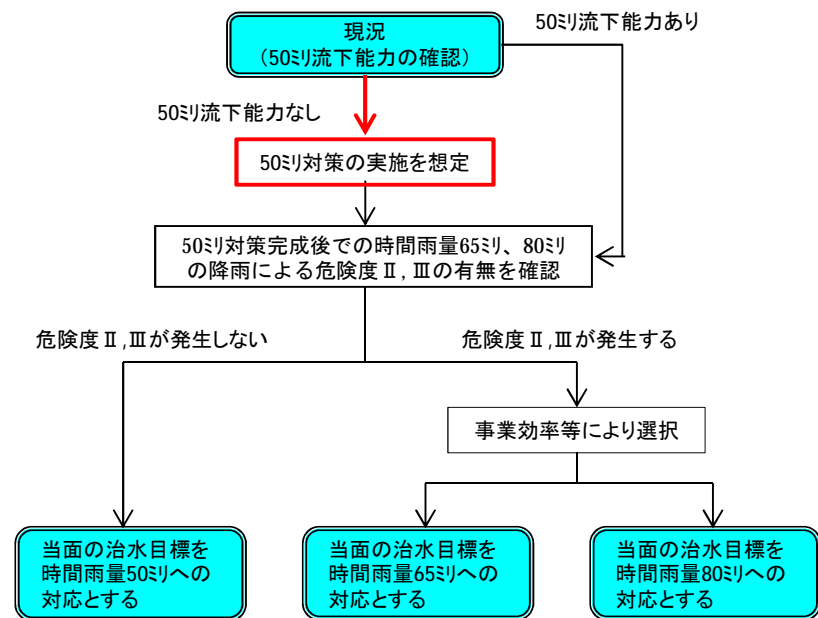 現況
(50ミリ流下能力の確認)
50ミリ流下能力あり
50ミリ流下能力なし
50ミリ対策の実施を想定
50ミリ対策完成後での時間雨量65ミリ、80ミリ
の降雨による危険度Ⅱ,Ⅲの有無を確認
危険度Ⅱ,Ⅲが発生しない
危険度Ⅱ,Ⅲが発生する
事業効率等により選択
当面の治水目標を
時間雨量50ミリへの
対応とする
当面の治水目標を
時間雨量65ミリへの
対応とする
当面の治水目標を
時間雨量80ミリへの
対応とする